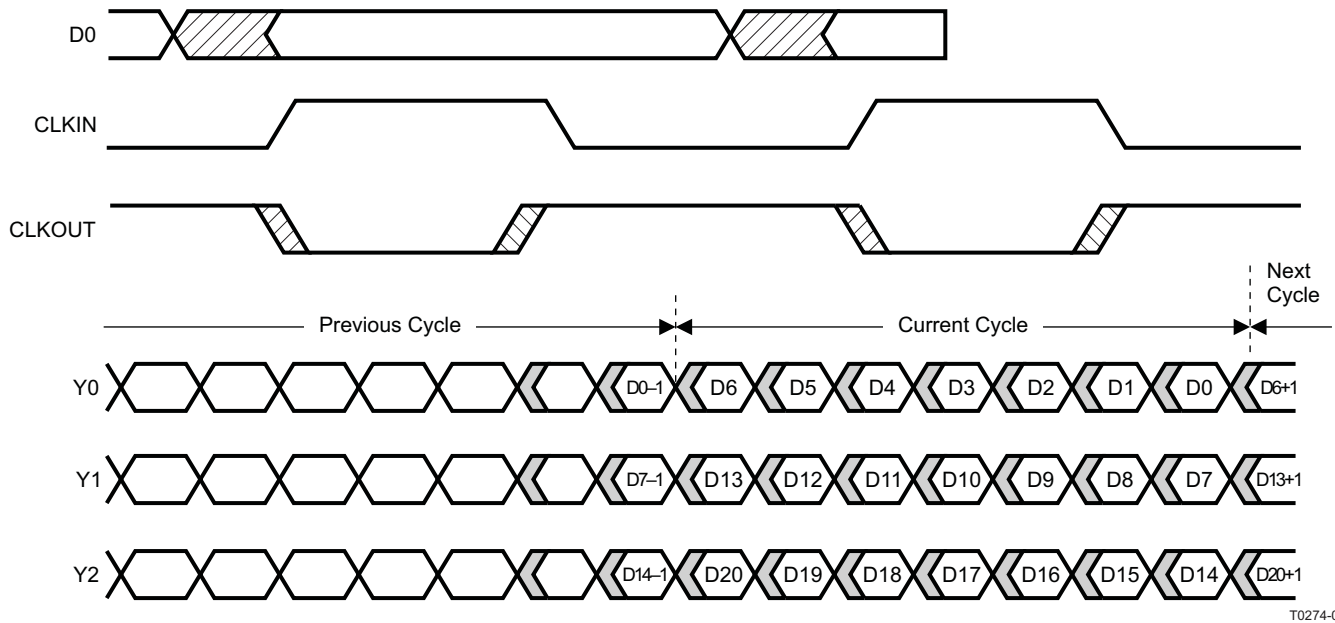 D0
CLKIN
CLKOUT
Next
Cycle
Previous Cycle
Current Cycle
Y0 D0–1 D6 D5 D4 D3 D2 D1 D0 D6+1
Y1 D7–1 D13 D12 D11 D10 D9 D8 D7 D13+1
Y2 D14–1 D20 D19 D18 D17 D16 D15 D14 D20+1
T0274-0